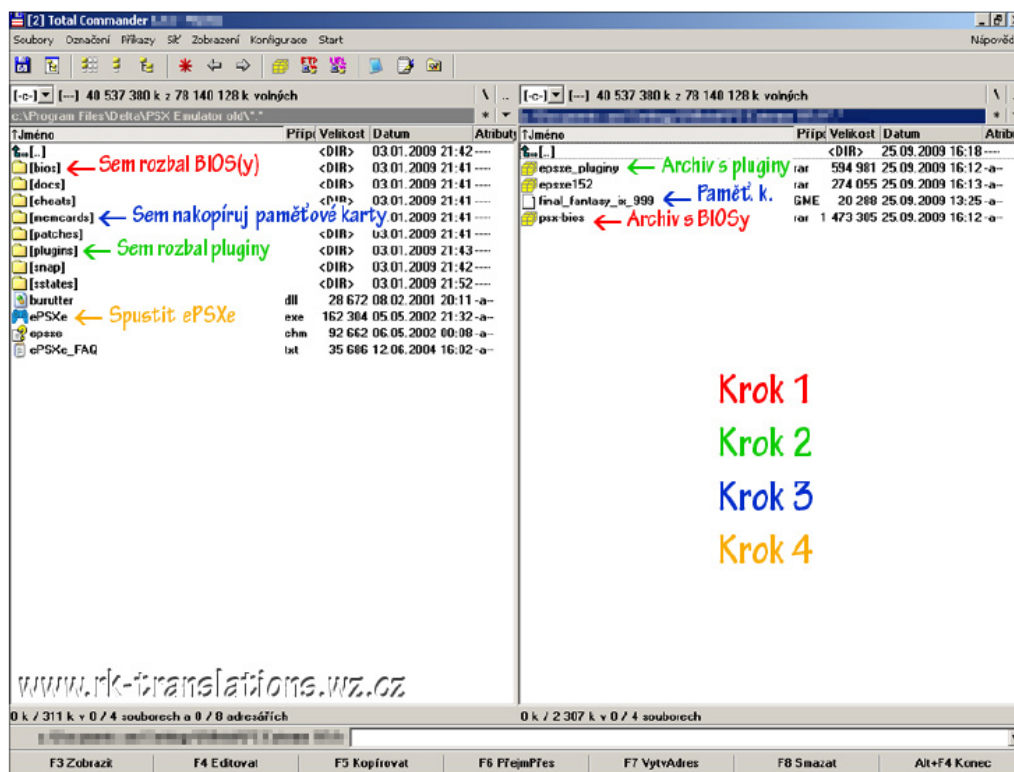 [2] Total Commander
Soubory Označení Příkazy Síť Zobrazení Konfigurace Start Nápověd
[-c-] [---] 40 537 380 k z 78 140 128 k volných \ ..
[-c-] [---] 40 537 380 k z 78 140 128 k volných \
c:\Program Files\Delta\PSX Emulator old\*.* *
↑Jméno Přípo Velikost Datum Atributy
[..] <DIR> 03.01.2009 21:42 ----
[bios] <DIR> 03.01.2009 21:41 ----
Sem rozbal BIOS(y)
[docs] <DIR> 03.01.2009 21:41 ----
[cheats] <DIR> 03.01.2009 21:41 ----
[memcards] .01.2009 21:41 ----
Sem nakopíruj paměťové karty
[patches] <DIR> 03.01.2009 21:41 ----
[plugins] <DIR> 03.01.2009 21:43 ----
Sem rozbal pluginy
[snap] <DIR> 03.01.2009 21:42 ----
[sstates] <DIR> 03.01.2009 21:52 ----
burutter dll 28 672 08.02.2001 20:11 -a--
ePSXe exe 162 304 05.05.2002 21:32 -a--
Spustit ePSXe
epsxe chm 92 662 06.05.2002 00:08 -a--
ePSXe_FAQ txt 35 686 12.06.2004 16:02 -a--
↑Jméno Přípo Velikost Datum Atribu
[..] <DIR> 25.09.2009 16:18 ----
epsxe_pluginy rar 594 981 25.09.2009 16:12 -a-
Archiv s pluginy
epsxe152 rar 274 055 25.09.2009 16:13 -a-
final_fantasy_ix_999 GME 20 288 25.09.2009 13:25 -a-
Paměť. k.
psx-bios rar 1 473 305 25.09.2009 16:12 -a-
Archiv s BIOSy
Krok 1
Krok 2
Krok 3
Krok 4
www.rk-translations.wz.cz
0 k / 311 k v 0 / 4 souborech a 0 / 8 adresářích
0 k / 2 307 k v 0 / 4 souborech
F3 Zobrazit F4 Editovat F5 Kopírovat F6 PřejmPřes F7 VytvAdres F8 Smazat Alt+F4 Konec